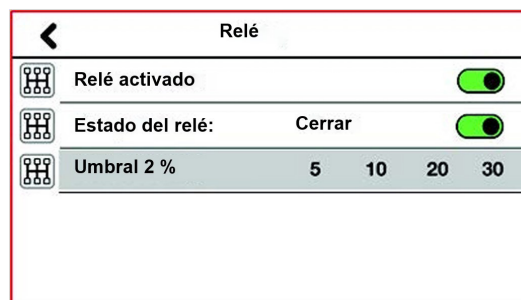 Relé
Relé activado
Estado del relé: Cerrar
Umbral 2 % 5 10 20 30